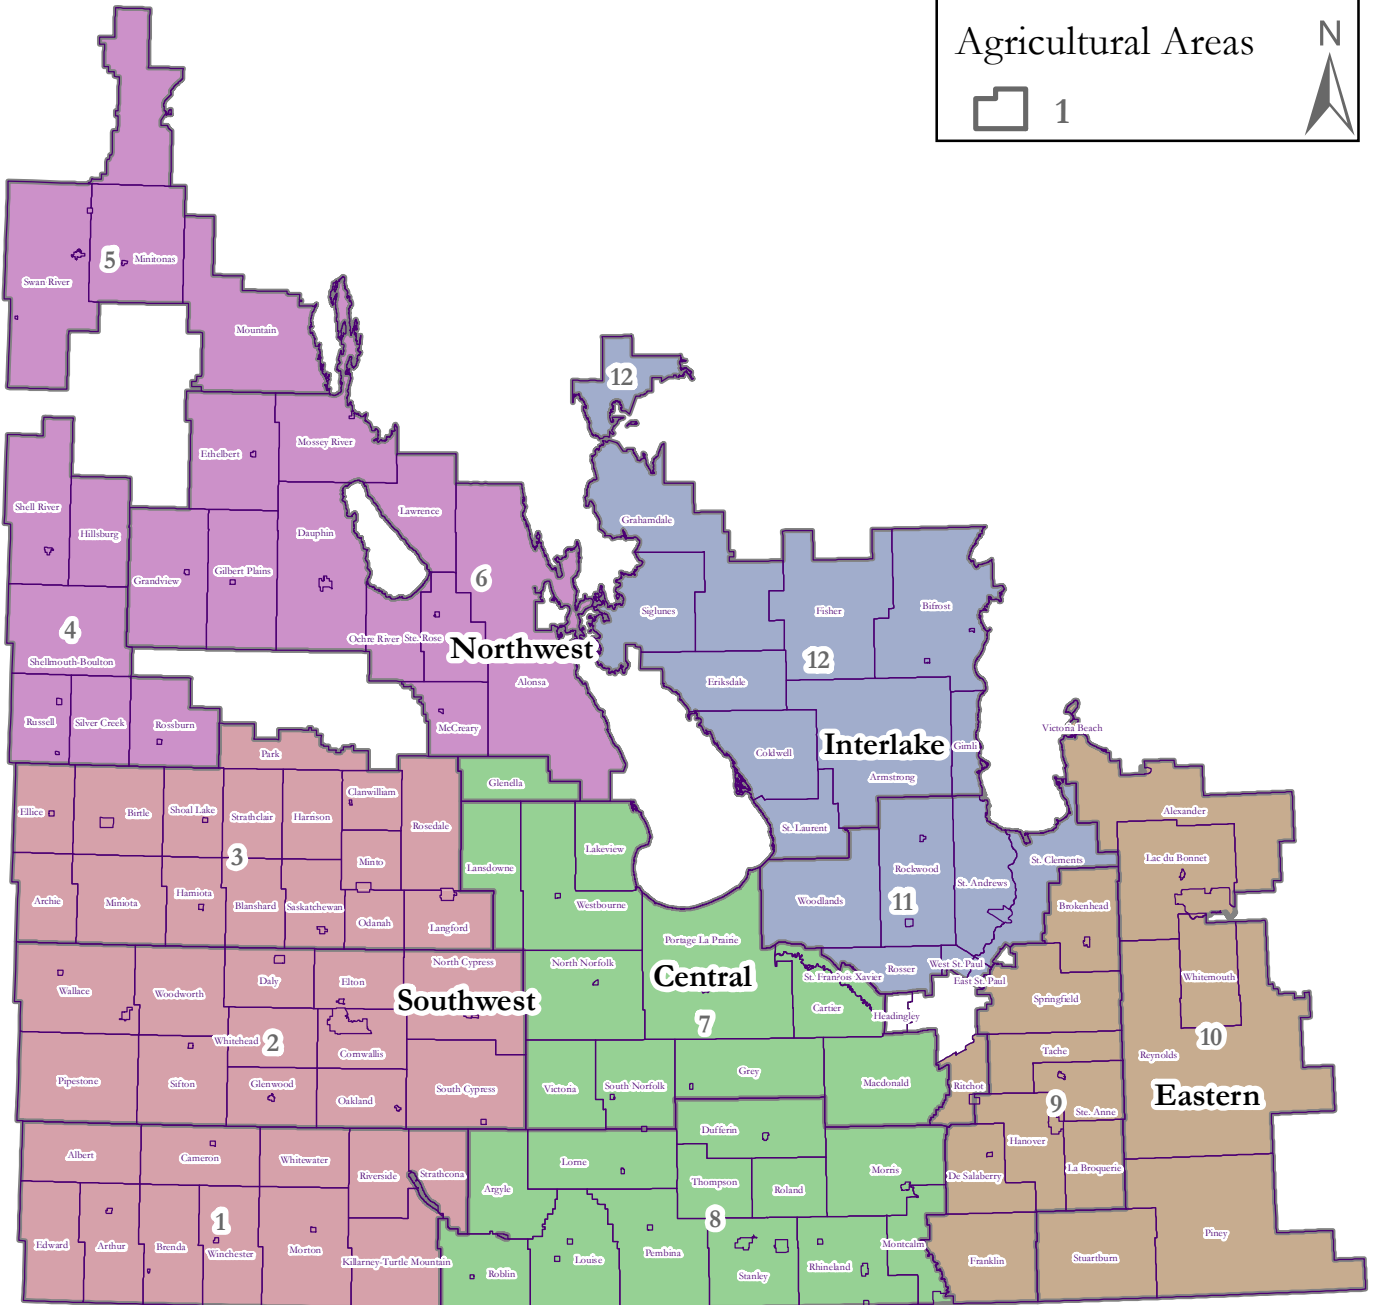 Agricultural Areas
N
1
5
Minitonas
Swan River
Mountain
12
Mossey River
Ethelbert
Shell River
Lawrence
Grahamdale
Hillsburg
Dauphin
Gilbert Plains
Grandview
6
Siglunes
Fisher
Bifrost
4
Ochre River
Ste. Rose
Northwest
Shellmouth-Boulton
12
Alonsa
Eriksdale
Russell
Silver Creek
Rossburn
McCreary
Victoria Beach
Interlake
Gimli
Park
Coldwell
Armstrong
Glenella
Clanwilliam
Ellice
Birtle
Shoal Lake
Strathclair
Harrison
Rosedale
Alexander
St. Laurent
Lakeview
3
Minto
Lansdowne
Rockwood
St. Clements
Lac du Bonnet
St. Andrews
Archie
Miniota
Hamiota
Blanshard
Saskatchewan
Westbourne
Woodlands
11
Brokenhead
Odanah
Langford
Portage La Prairie
North Cypress
North Norfolk
West St. Paul
Rosser
St. François Xavier
East St. Paul
Whitemouth
Central
Wallace
Woodworth
Daly
Elton
Southwest
Springfield
Cartier
Headingley
7
Whitehead
2
Cornwallis
10
Tache
Reynolds
Pipestone
Sifton
Glenwood
Oakland
South Cypress
Victoria
South Norfolk
Grey
Macdonald
Ritchot
Eastern
9
Ste. Anne
Dufferin
Hanover
Albert
Cameron
Whitewater
Riverside
Strathcona
Lorne
Morris
La Broquerie
De Salaberry
Argyle
Thompson
Roland
1
8
Piney
Edward
Arthur
Brenda
Winchester
Morton
Killarney-Turtle Mountain
Roblin
Louise
Pembina
Stanley
Rhineland
Montcalm
Franklin
Stuartburn